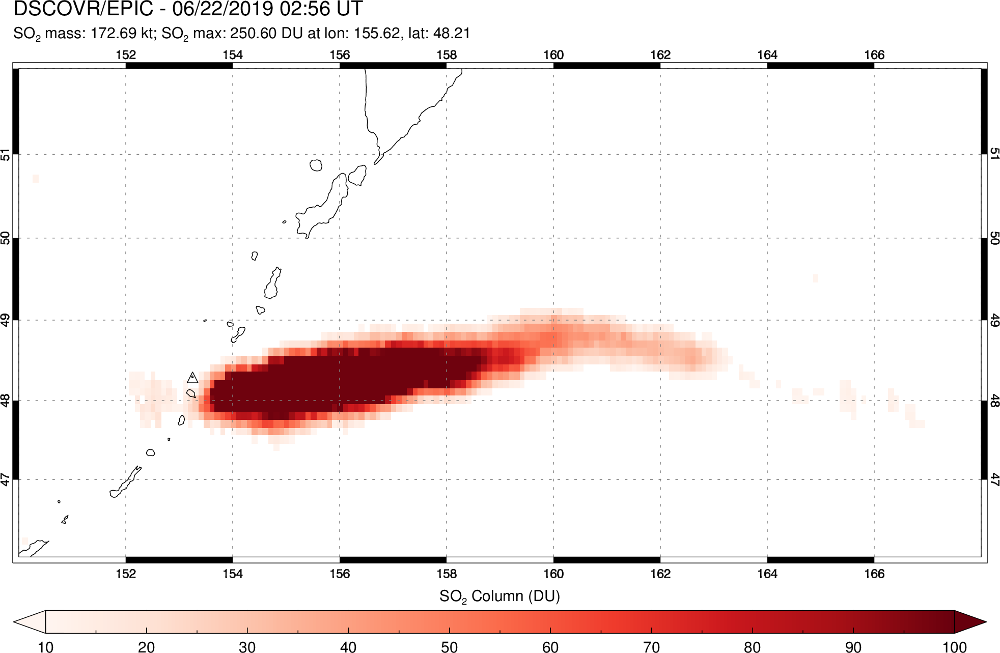 DSCOVR/EPIC - 06/22/2019 02:56 UT
SO₂ mass: 172.69 kt; SO₂ max: 250.60 DU at lon: 155.62, lat: 48.21
152 154 156 158 160 162 164 166
51 51
50 50
49 49
48 48
47 47
152 154 156 158 160 162 164 166
SO₂ Column (DU)
10 20 30 40 50 60 70 80 90 100